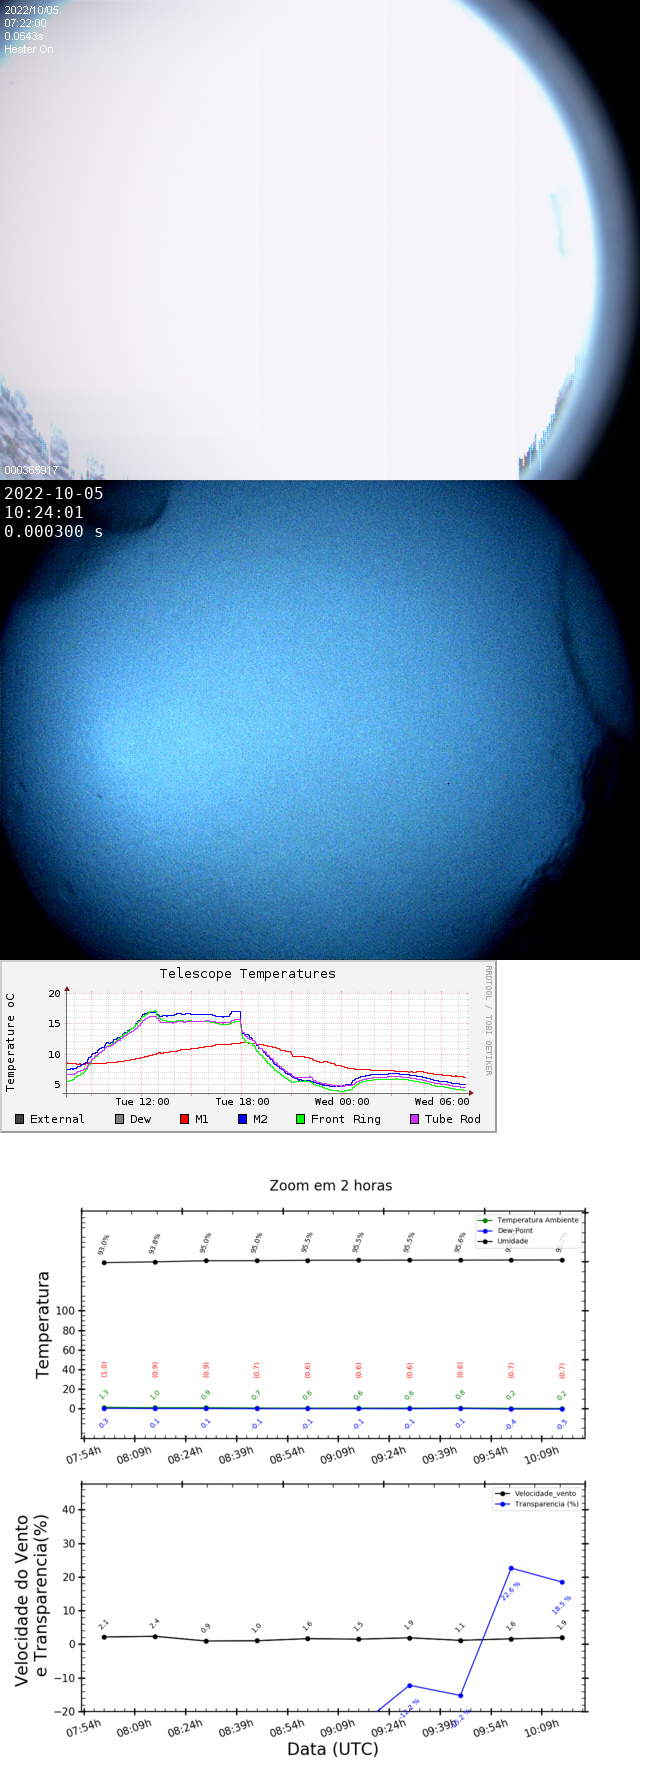 2022/10/05
07:22:00
0.0643s
Heater On
000365917
2022-10-05
10:24:01
0.000300 s
Telescope Temperatures
RRDTOOL / TOBI OETIKER
Temperature oC
20
15
10
5
Tue 12:00 Tue 18:00 Wed 00:00 Wed 06:00
External Dew M1 M2 Front Ring Tube Rod
Zoom em 2 horas
Temperatura Ambiente
Dew-Point
Umidade
93.0% 93.8% 95.0% 95.0% 95.5% 95.5% 95.5% 95.6%
Temperatura
100
80
60
40
20
0
(1.0) (0.9) (0.9) (0.7) (0.6) (0.6) (0.6) (0.6) (0.7) (0.7)
1.3 1.0 0.9 0.7 0.6 0.6 0.6 0.8 0.2 0.2
0.3 0.1 0.1 -0.1 -0.1 -0.1 -0.1 0.1 -0.4 -0.5
07:54h 08:09h 08:24h 08:39h 08:54h 09:09h 09:24h 09:39h 09:54h 10:09h
Velocidade_vento
Transparencia (%)
Velocidade do Vento
e Transparencia(%)
40
30
20
10
0
−10
−20
2.1 2.4 0.9 1.0 1.6 1.5 1.9 1.1 1.6 1.9
22.6 % 18.5 %
07:54h 08:09h 08:24h 08:39h 08:54h 09:09h 09:24h 09:39h 09:54h 10:09h
Data (UTC)